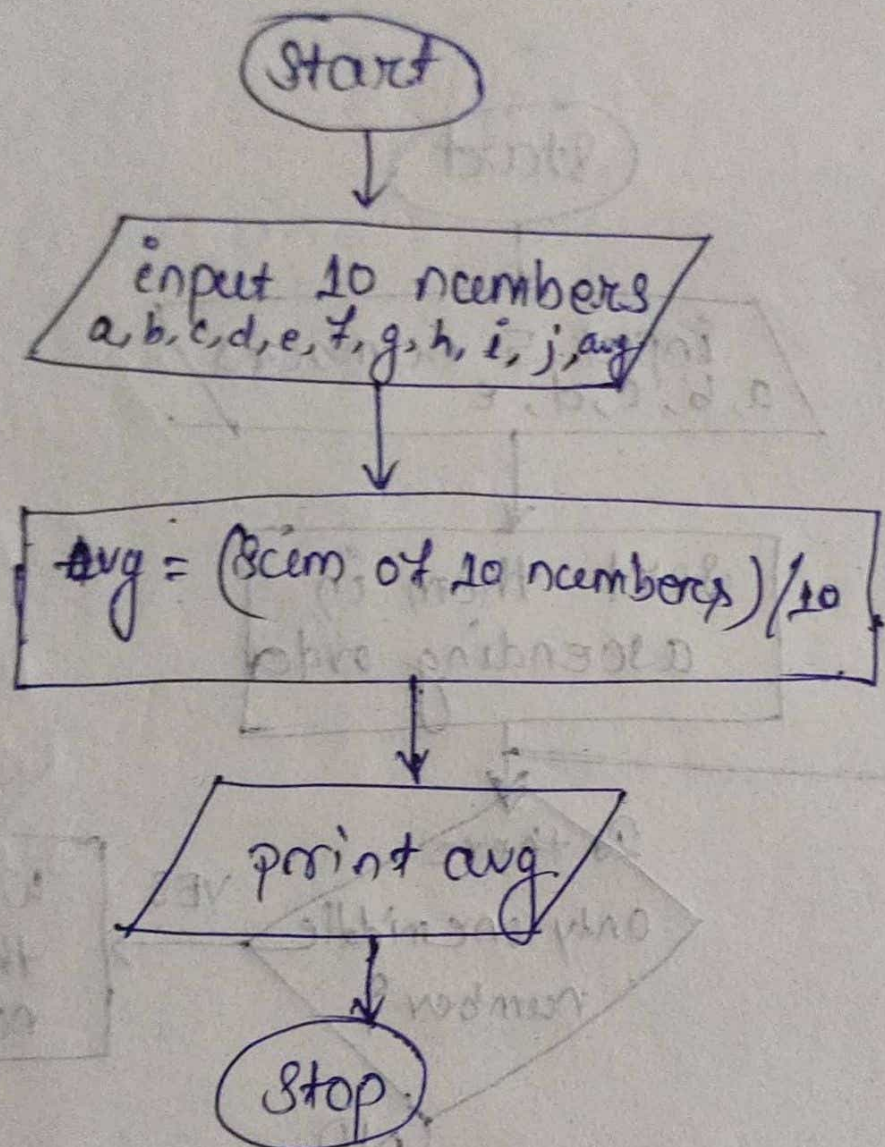 Start
input 10 numbers
a, b, c, d, e, f, g, h, i, j, avg
Avg = (Sum of 10 numbers)/10
print avg
Stop